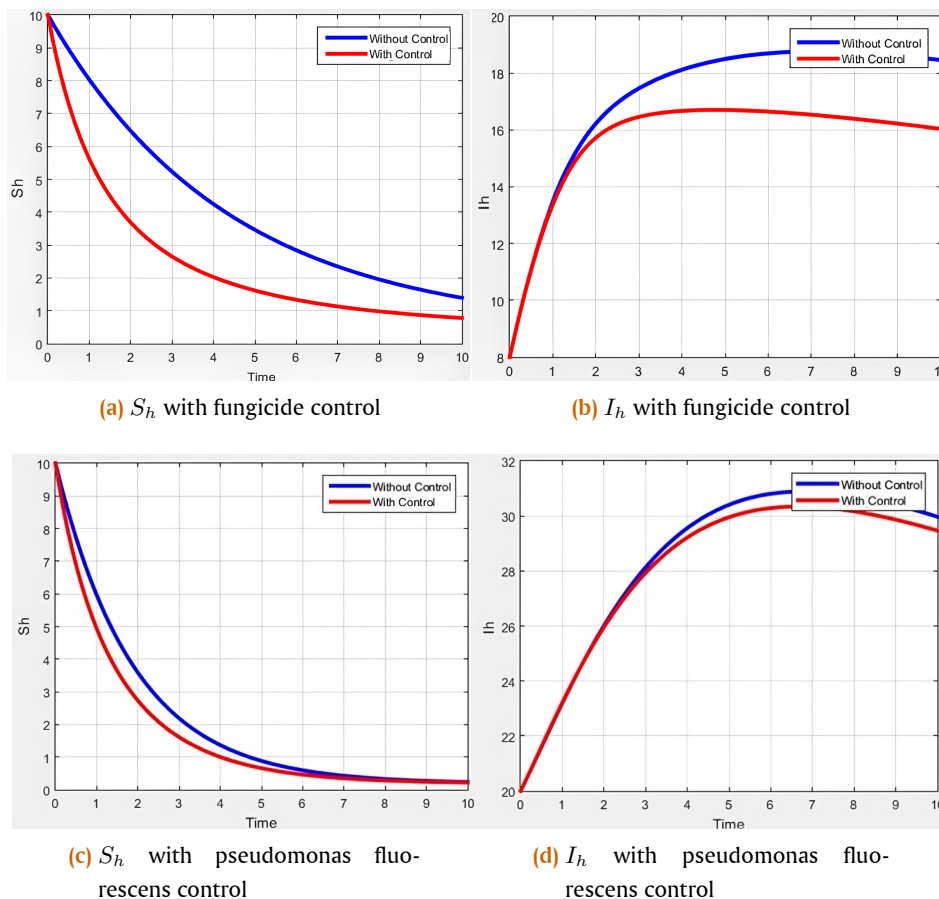 10
9
8
7
6
5
4
3
2
1
0
Sh
0 1 2 3 4 5 6 7 8 9 10
Time
Without Control
With Control
(a) S_h with fungicide control
20
18
16
14
12
10
8
Ih
0 1 2 3 4 5 6 7 8 9 10
Without Control
With Control
(b) I_h with fungicide control
10
9
8
7
6
5
4
3
2
1
0
Sh
0 1 2 3 4 5 6 7 8 9 10
Time
Without Control
With Control
(c) S_h with pseudomonas fluo-
rescens control
32
30
28
26
24
22
20
Ih
0 1 2 3 4 5 6 7 8 9 10
Time
Without Control
With Control
(d) I_h with pseudomonas fluo-
rescens control